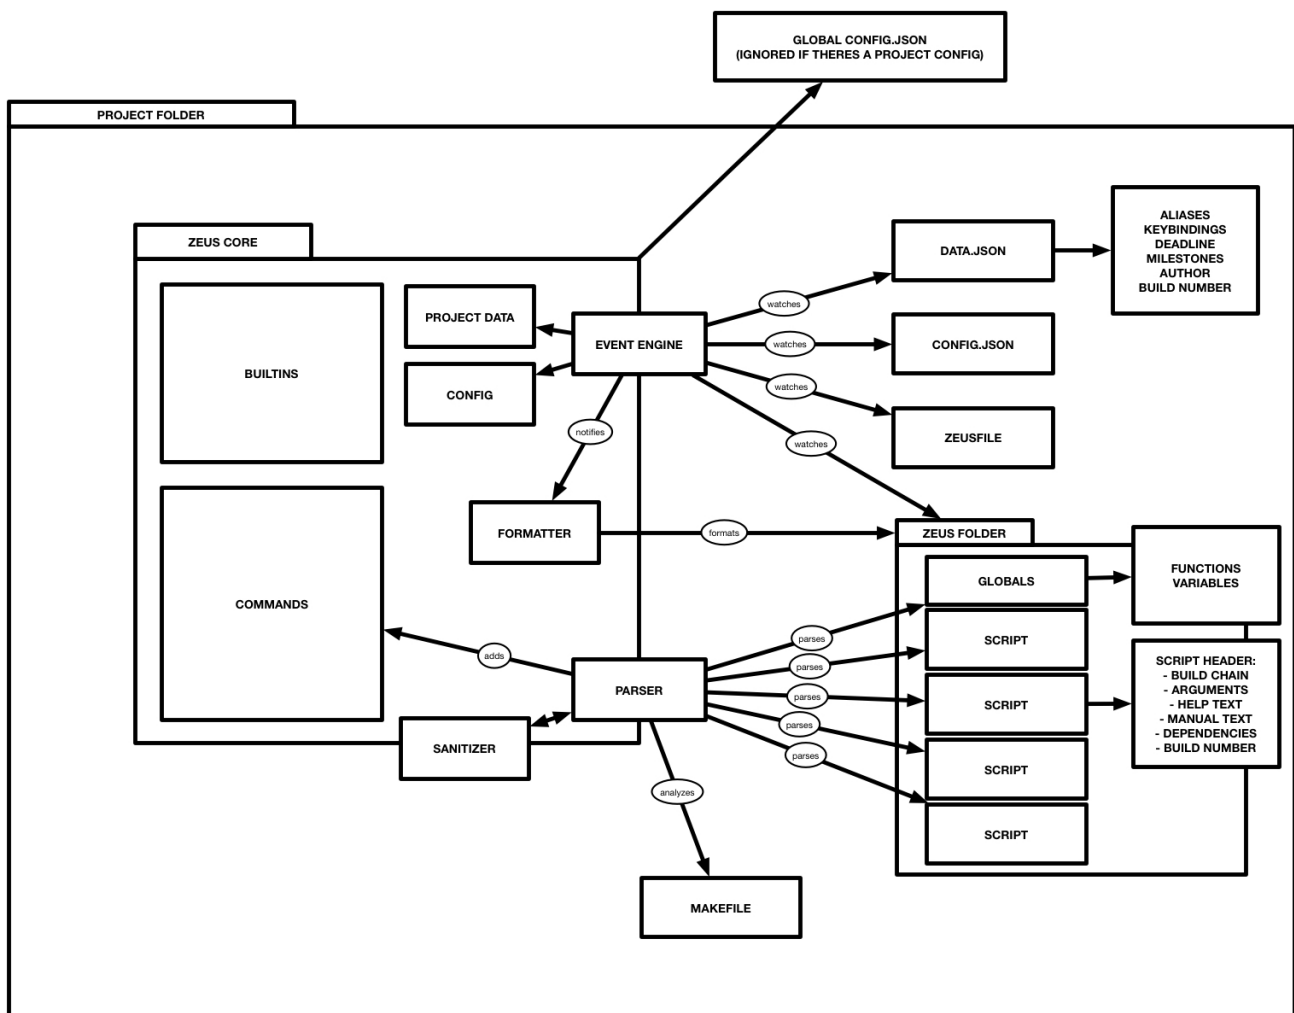 GLOBAL CONFIG.JSON
(IGNORED IF THERES A PROJECT CONFIG)
PROJECT FOLDER
ZEUS CORE
BUILTINS
COMMANDS
PROJECT DATA
CONFIG
EVENT ENGINE
watches
watches
watches
watches
notifies
DATA.JSON
CONFIG.JSON
ZEUSFILE
ALIASES
KEYBINDINGS
DEADLINE
MILESTONES
AUTHOR
BUILD NUMBER
FORMATTER
formats
ZEUS FOLDER
GLOBALS
SCRIPT
SCRIPT
SCRIPT
SCRIPT
FUNCTIONS
VARIABLES
SCRIPT HEADER:
- BUILD CHAIN
- ARGUMENTS
- HELP TEXT
- MANUAL TEXT
- DEPENDENCIES
- BUILD NUMBER
adds
PARSER
parses
parses
parses
parses
parses
SANITIZER
analyzes
MAKEFILE